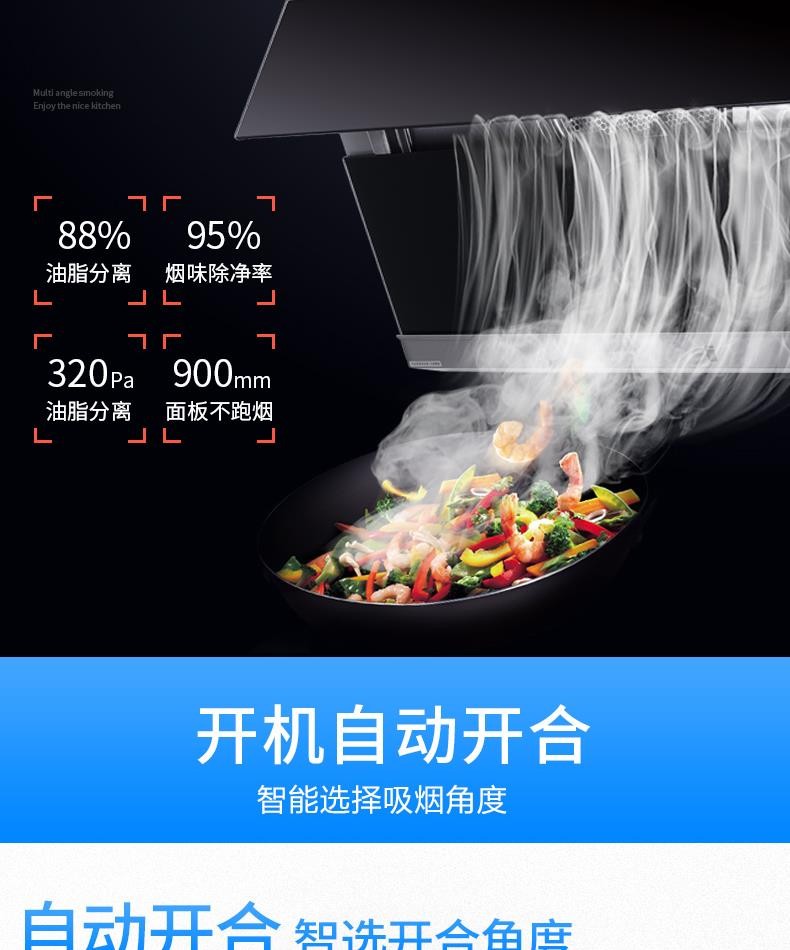 Multi angle smoking
Enjoy the nice kitchen
88% 95%
油脂分离 烟味除净率
320Pa 900mm
油脂分离 面板不跑烟
开机自动开合
智能选择吸烟角度
自动开合 智选开合角度